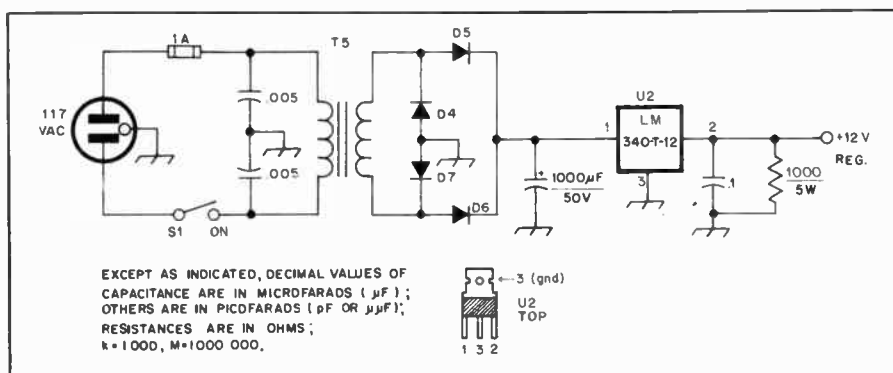 1A
T5
D5
117
VAC
.005
.005
D4
D7
D6
S1
ON
1000µF
50V
U2
LM
340-T-12
1
2
3
.1
1000
5W
+12V
REG.
EXCEPT AS INDICATED, DECIMAL VALUES OF
CAPACITANCE ARE IN MICROFARADS ( µF ) ;
OTHERS ARE IN PICOFARADS ( pF OR µµF);
RESISTANCES ARE IN OHMS ;
k = 1000, M=1000 000.
3 (gnd)
U2
TOP
1 3 2